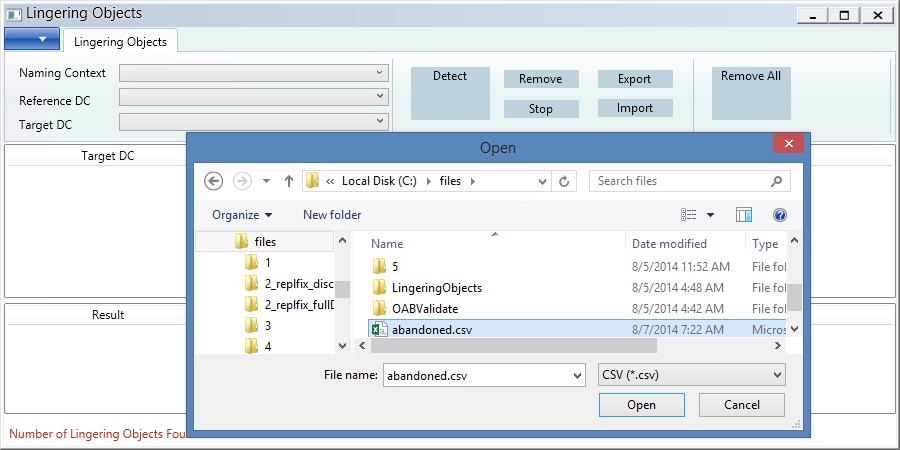 Lingering Objects
Lingering Objects
Naming Context
Reference DC
Target DC
Detect
Remove
Export
Stop
Import
Remove All
Target DC
Result
Number of Lingering Objects Fou
Open
« Local Disk (C:) files
Search files
Organize New folder
files
1
2_replfix_disc
2_replfix_fullD
3
4
Name Date modified Type
5 8/5/2014 11:52 AM File fol
LingeringObjects 8/5/2014 4:48 AM File fol
OABValidate 8/5/2014 4:42 AM File fol
abandoned.csv 8/7/2014 7:22 AM Micros
File name: abandoned.csv CSV (*.csv)
Open Cancel